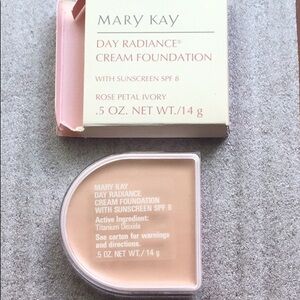 MARY KAY
DAY RADIANCE®
CREAM FOUNDATION
WITH SUNSCREEN SPF 8
ROSE PETAL IVORY
.5 OZ. NET WT./14 g
MARY KAY
DAY RADIANCE
CREAM FOUNDATION
WITH SUNSCREEN SPF 8
Active Ingredient:
Titanium Dioxide
See carton for warnings
and directions.
.5 OZ. NET WT. / 14 g